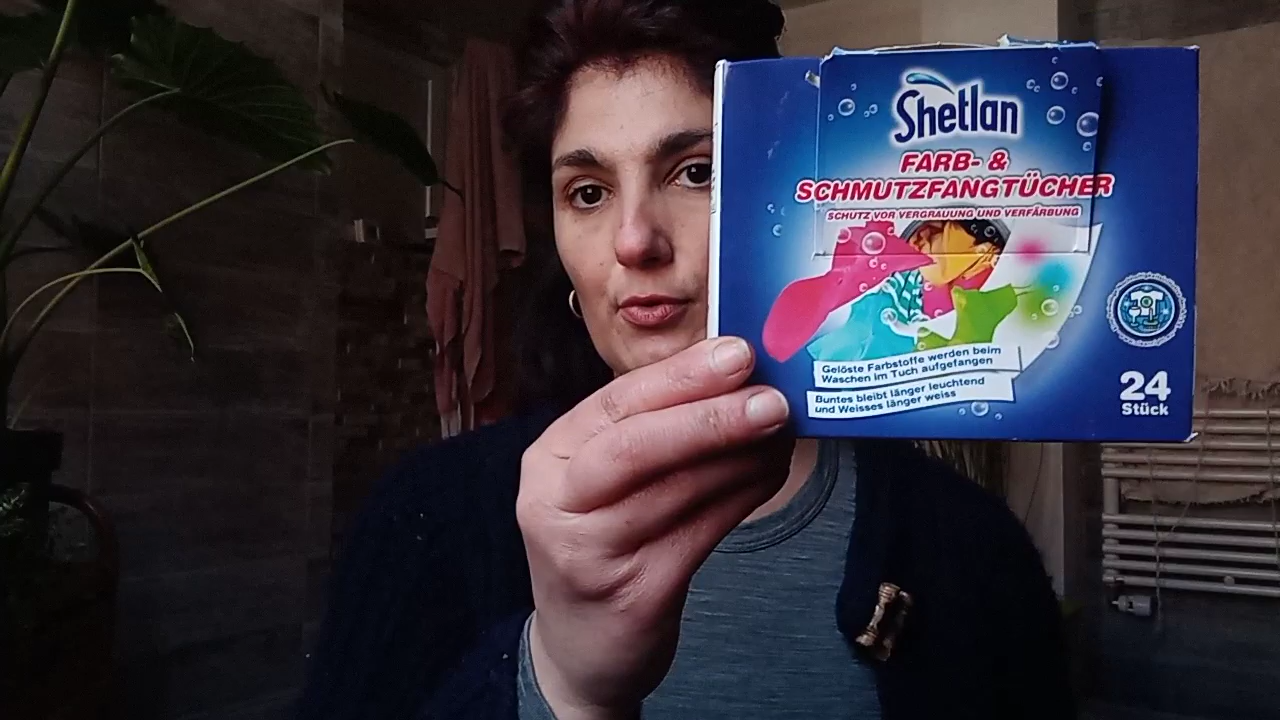 Shetlan
FARB- &
SCHMUTZFANGTÜCHER
SCHUTZ VOR VERGRAUUNG UND VERFÄRBUNG
Gelöste Farbstoffe werden beim
Waschen im Tuch aufgefangen
Buntes bleibt länger leuchtend
und Weisses länger weiss
24
Stück